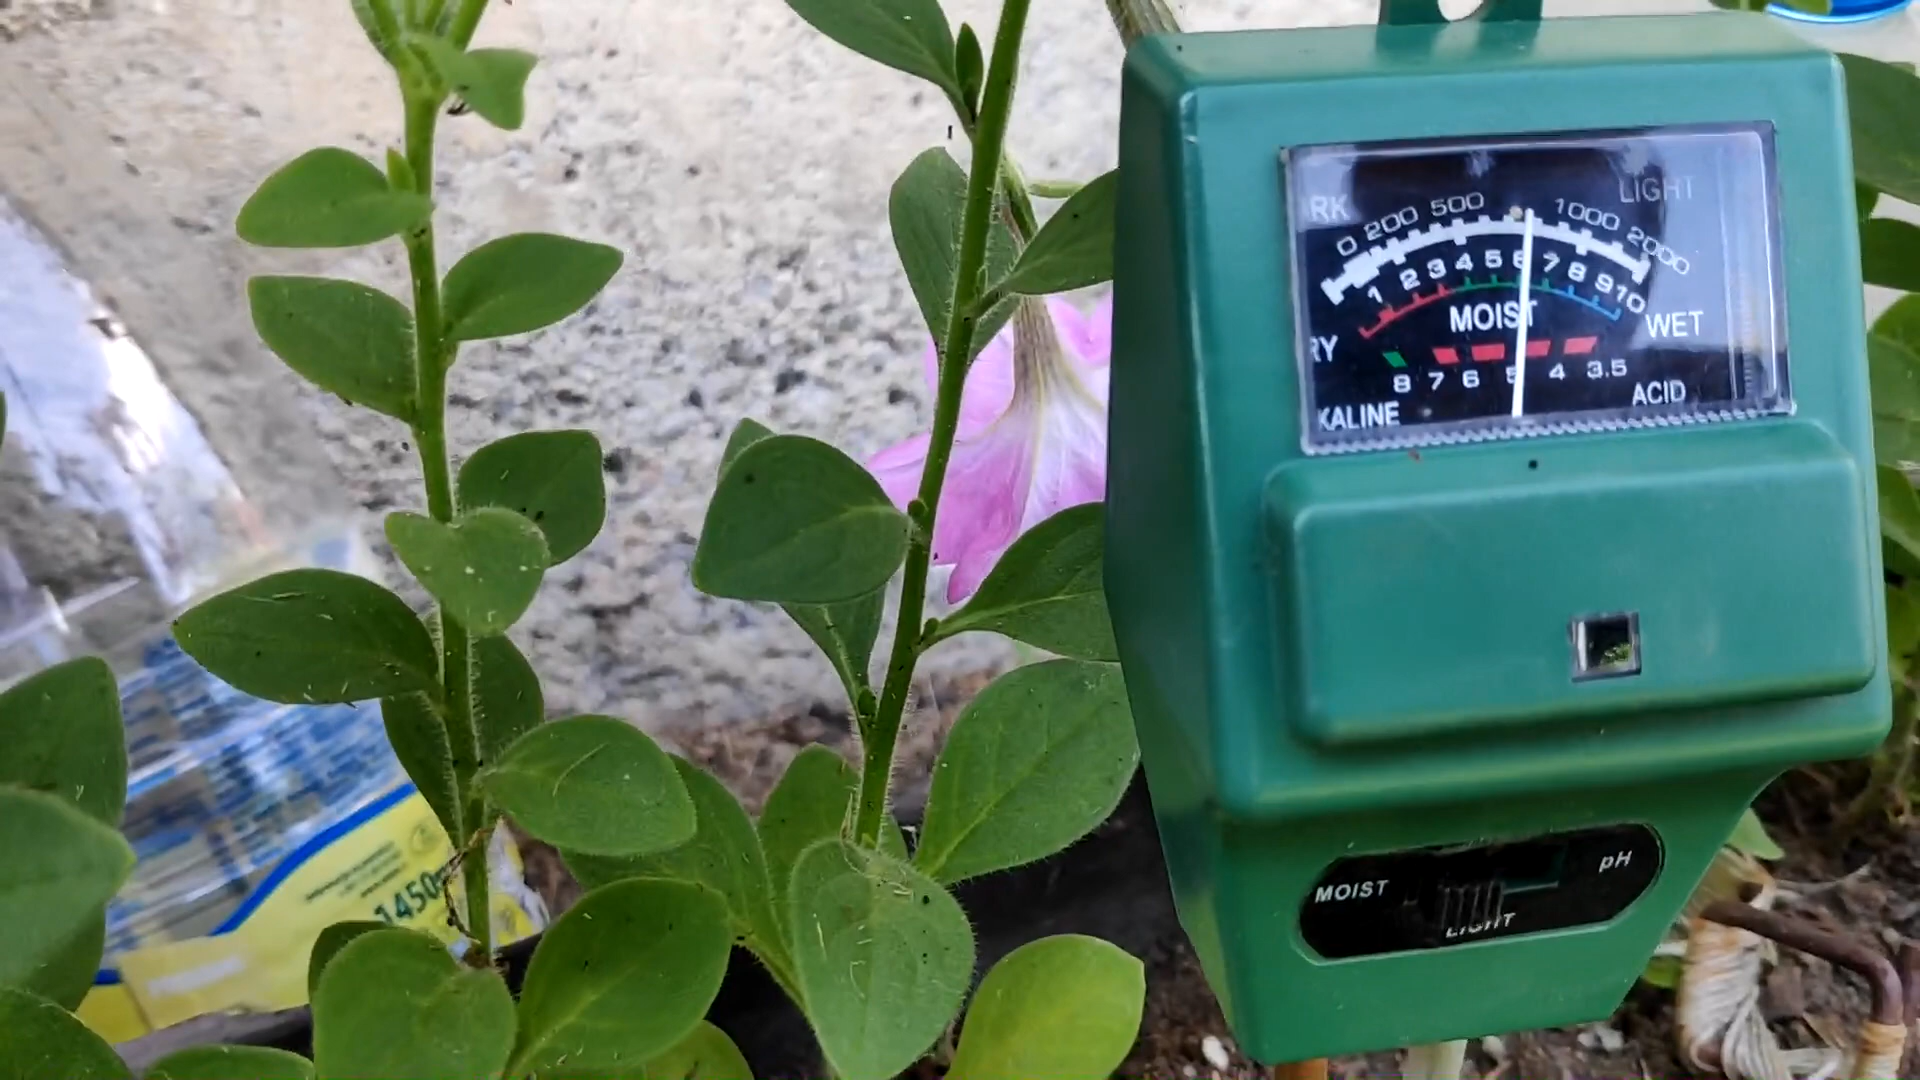 RK LIGHT
0 200 500 1000 2000
1 2 3 4 5 6 7 8 9 10
MOIST
RY WET
8 7 6 5 4 3.5
KALINE ACID
MOIST pH
LIGHT
1450